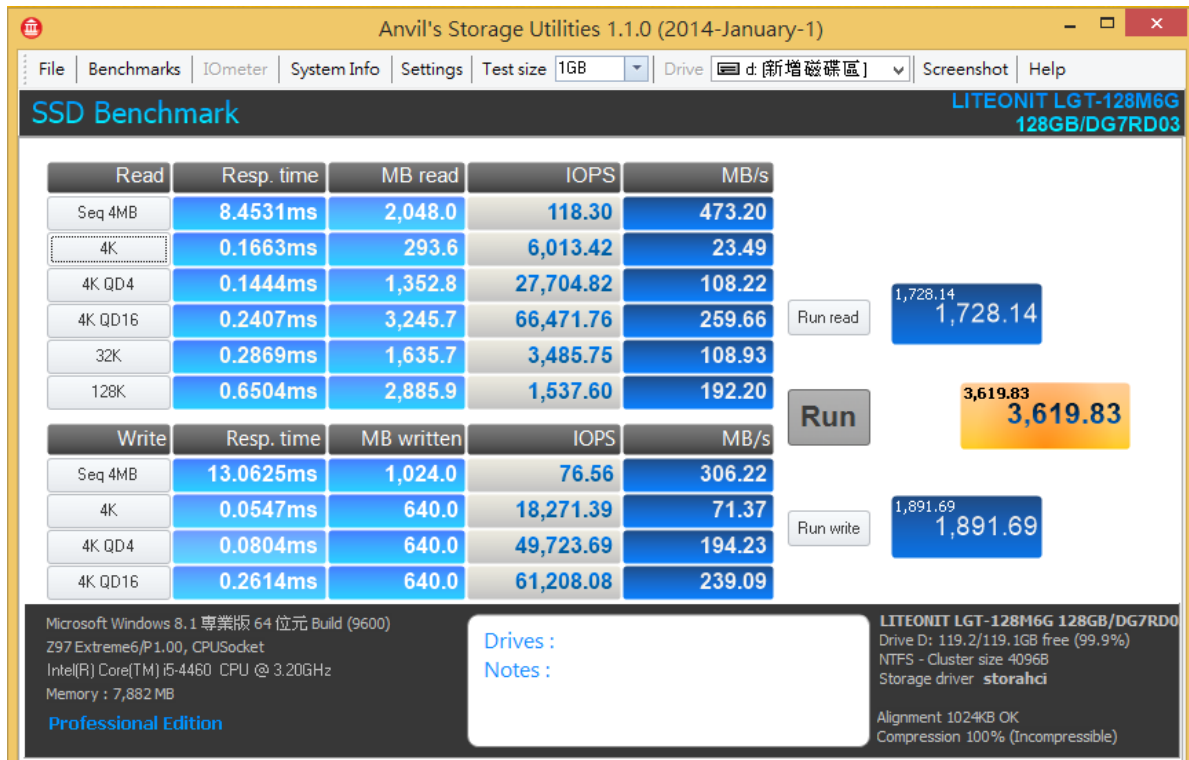 Anvil's Storage Utilities 1.1.0 (2014-January-1)
File Benchmarks IOmeter System Info Settings Test size 1GB Drive d: [新增磁碟區] Screenshot Help
SSD Benchmark
LITEONIT LGT-128M6G
128GB/DG7RD03
Read Resp. time MB read IOPS MB/s
Seq 4MB 8.4531ms 2,048.0 118.30 473.20
4K 0.1663ms 293.6 6,013.42 23.49
4K QD4 0.1444ms 1,352.8 27,704.82 108.22
4K QD16 0.2407ms 3,245.7 66,471.76 259.66
32K 0.2869ms 1,635.7 3,485.75 108.93
128K 0.6504ms 2,885.9 1,537.60 192.20
Run read
1,728.14
1,728.14
Run
3,619.83
3,619.83
Write Resp. time MB written IOPS MB/s
Seq 4MB 13.0625ms 1,024.0 76.56 306.22
4K 0.0547ms 640.0 18,271.39 71.37
4K QD4 0.0804ms 640.0 49,723.69 194.23
4K QD16 0.2614ms 640.0 61,208.08 239.09
Run write
1,891.69
1,891.69
Microsoft Windows 8.1 專業版 64 位元 Build (9600)
Z97 Extreme6/P1.00, CPUSocket
Intel(R) Core(TM) i5-4460 CPU @ 3.20GHz
Memory : 7,882 MB
Professional Edition
Drives :
Notes :
LITEONIT LGT-128M6G 128GB/DG7RD0
Drive D: 119.2/119.1GB free (99.9%)
NTFS - Cluster size 4096B
Storage driver storahci
Alignment 1024KB OK
Compression 100% (Incompressible)